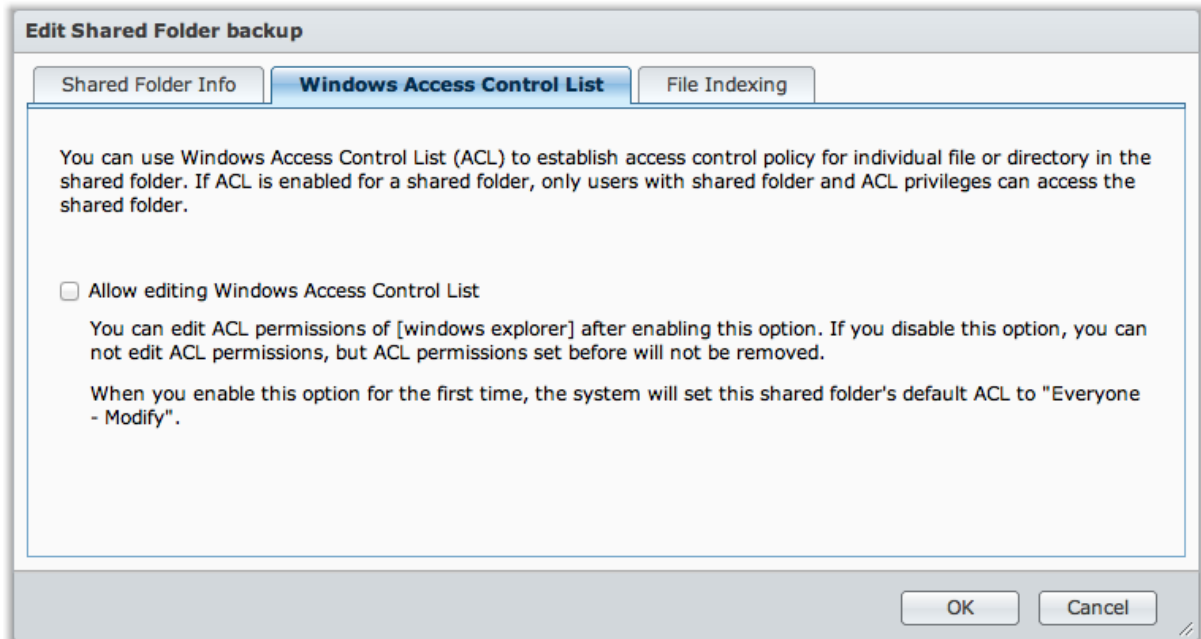 Edit Shared Folder backup
Shared Folder Info
Windows Access Control List
File Indexing
You can use Windows Access Control List (ACL) to establish access control policy for individual file or directory in the
shared folder. If ACL is enabled for a shared folder, only users with shared folder and ACL privileges can access the
shared folder.
Allow editing Windows Access Control List
You can edit ACL permissions of [windows explorer] after enabling this option. If you disable this option, you can
not edit ACL permissions, but ACL permissions set before will not be removed.
When you enable this option for the first time, the system will set this shared folder's default ACL to "Everyone
- Modify".
OK
Cancel